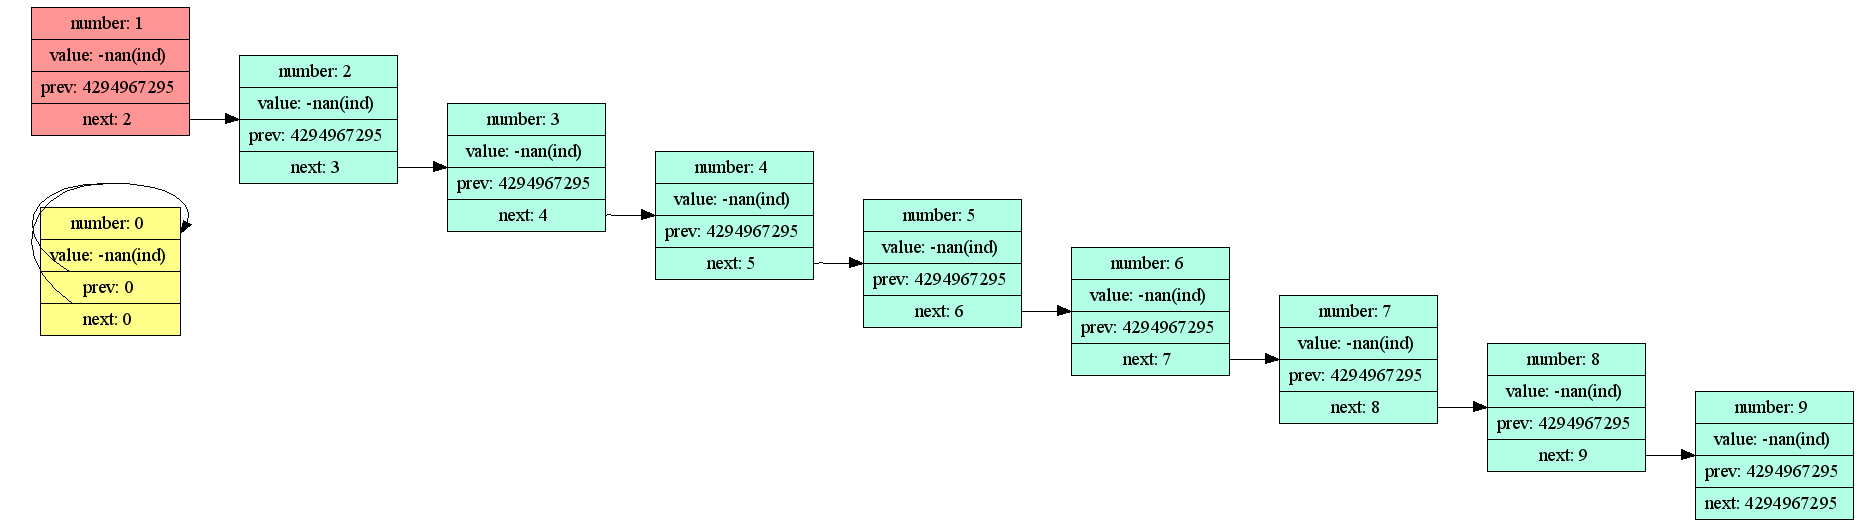 number: 1
value: -nan(ind)
prev: 4294967295
next: 2
number: 0
value: -nan(ind)
prev: 0
next: 0
number: 2
value: -nan(ind)
prev: 4294967295
next: 3
number: 3
value: -nan(ind)
prev: 4294967295
next: 4
number: 4
value: -nan(ind)
prev: 4294967295
next: 5
number: 5
value: -nan(ind)
prev: 4294967295
next: 6
number: 6
value: -nan(ind)
prev: 4294967295
next: 7
number: 7
value: -nan(ind)
prev: 4294967295
next: 8
number: 8
value: -nan(ind)
prev: 4294967295
next: 9
number: 9
value: -nan(ind)
prev: 4294967295
next: 4294967295